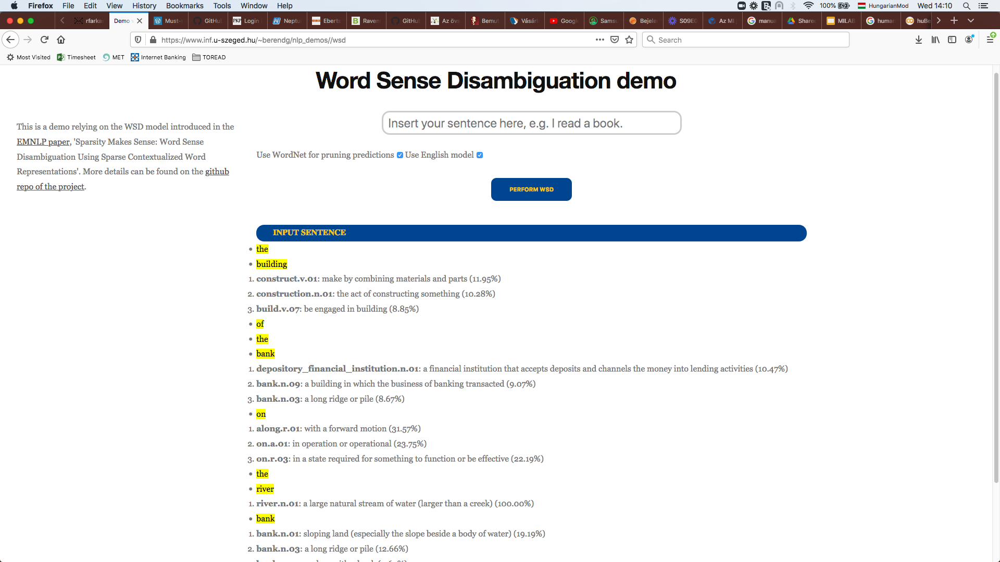 Firefox File Edit View History Bookmarks Tools Window Help 100% HungarianMod Wed 14:10
rfarka Demo Must- GitHub Login Neptu Eberts Raven GitHub Az övs Bemut Vásárl Googl Samsu Bejele S09E0 Az MI manua Share MILAB human huBe
https://www.inf.u-szeged.hu/~berendg/nlp_demos//wsd Search
Most Visited Timesheet MET Internet Banking TOREAD
Word Sense Disambiguation demo
This is a demo relying on the WSD model introduced in the
EMNLP paper, 'Sparsity Makes Sense: Word Sense
Disambiguation Using Sparse Contextualized Word
Representations'. More details can be found on the github
repo of the project.
Insert your sentence here, e.g. I read a book.
Use WordNet for pruning predictions Use English model
PERFORM WSD
INPUT SENTENCE
• the
• building
1. construct.v.01: make by combining materials and parts (11.95%)
2. construction.n.01: the act of constructing something (10.28%)
3. build.v.07: be engaged in building (8.85%)
• of
• the
• bank
1. depository_financial_institution.n.01: a financial institution that accepts deposits and channels the money into lending activities (10.47%)
2. bank.n.09: a building in which the business of banking transacted (9.07%)
3. bank.n.03: a long ridge or pile (8.67%)
• on
1. along.r.01: with a forward motion (31.57%)
2. on.a.01: in operation or operational (23.75%)
3. on.r.03: in a state required for something to function or be effective (22.19%)
• the
• river
1. river.n.01: a large natural stream of water (larger than a creek) (100.00%)
• bank
1. bank.n.01: sloping land (especially the slope beside a body of water) (19.19%)
2. bank.n.03: a long ridge or pile (12.66%)